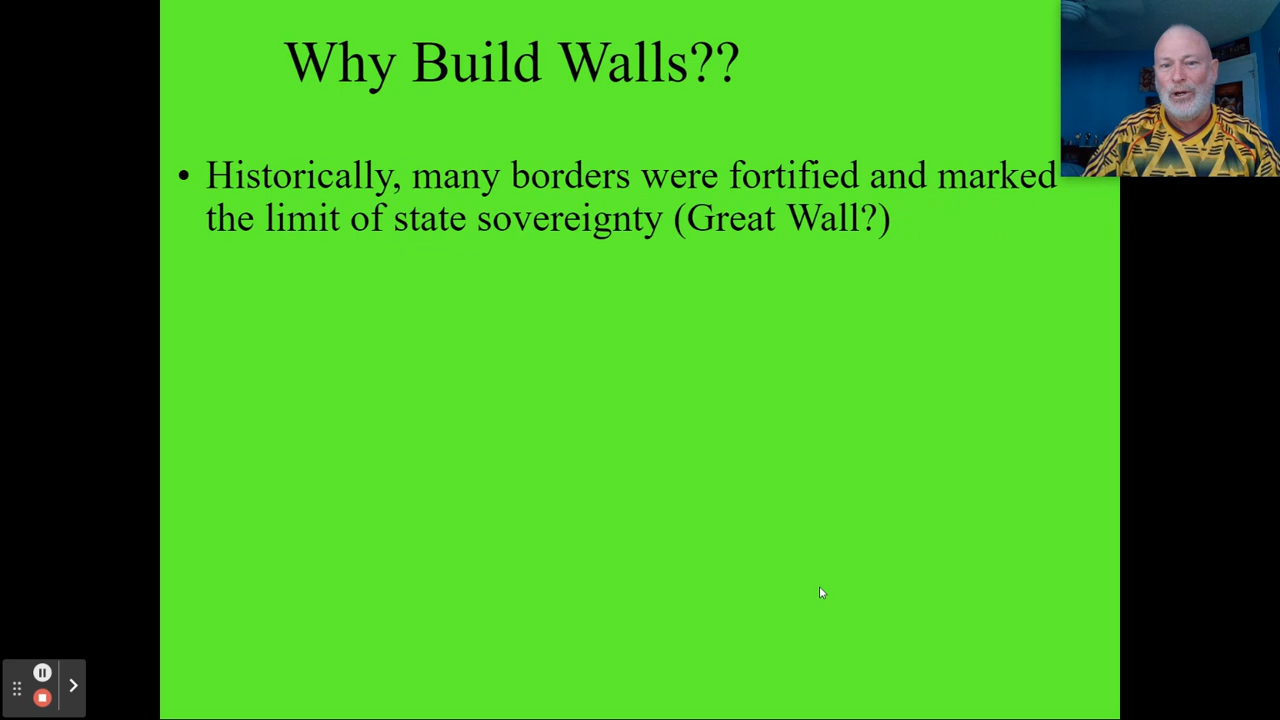 Why Build Walls??
• Historically, many borders were fortified and marked
the limit of state sovereignty (Great Wall?)